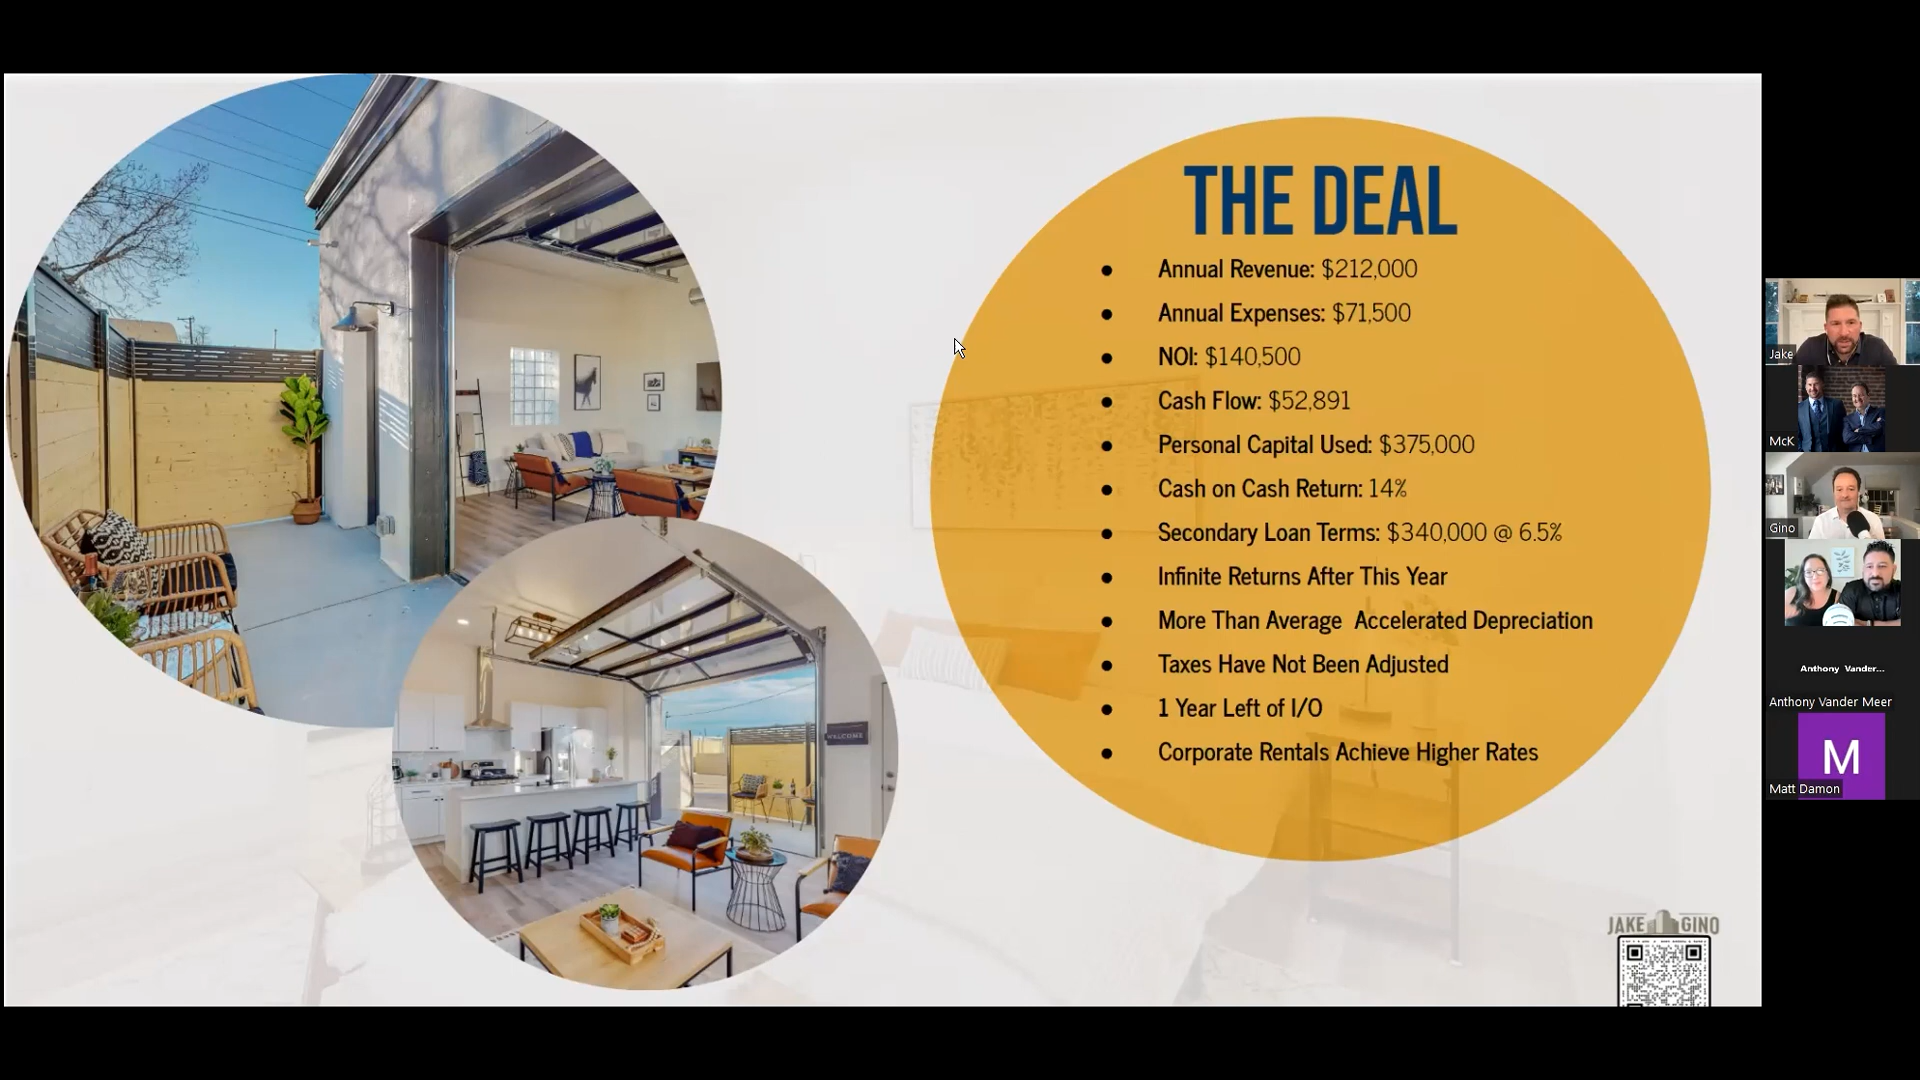 THE DEAL
Annual Revenue: $212,000
Annual Expenses: $71,500
NOI: $140,500
Cash Flow: $52,891
Personal Capital Used: $375,000
Cash on Cash Return: 14%
Secondary Loan Terms: $340,000 @ 6.5%
Infinite Returns After This Year
More Than Average Accelerated Depreciation
Taxes Have Not Been Adjusted
1 Year Left of I/O
Corporate Rentals Achieve Higher Rates
WELCOME
JAKE GINO
Jake
McK
Gino
Anthony Vander...
Anthony Vander Meer
M
Matt Damon